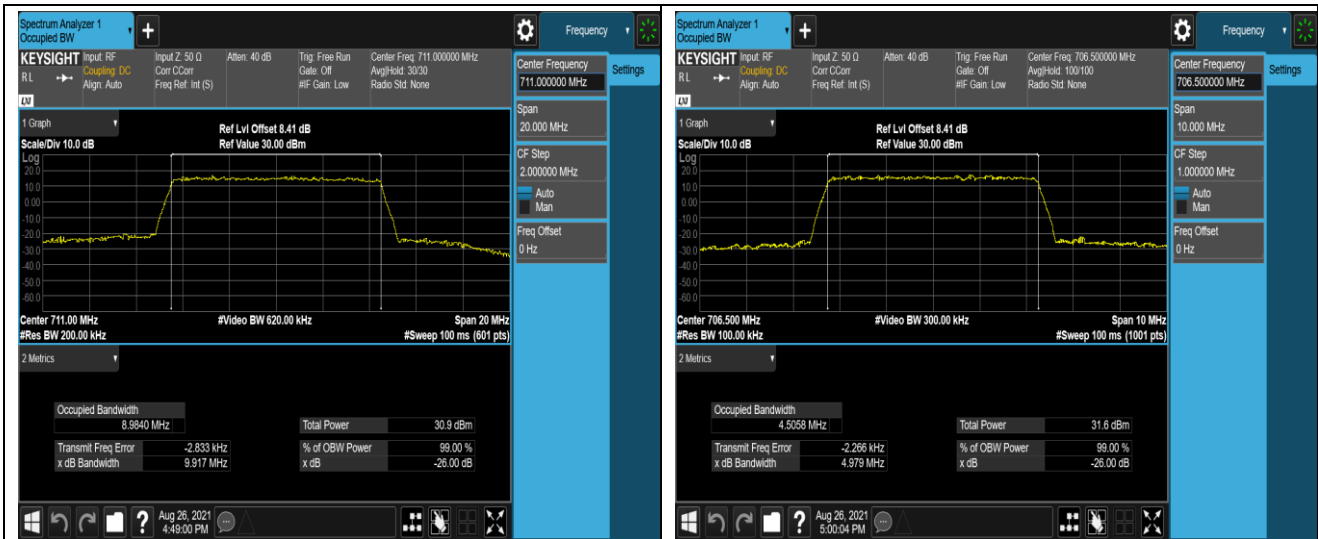 Spectrum Analyzer 1
Occupied BW
+
Frequency
KEYSIGHT
RL
LXI
Input: RF
Coupling: DC
Align: Auto
Input Z: 50 Ω
Corr CCorr
Freq Ref: Int (S)
Atten: 40 dB
Trig: Free Run
Gate: Off
#IF Gain: Low
Center Freq: 711.000000 MHz
Avg|Hold: 30/30
Radio Std: None
Center Frequency
711.000000 MHz
Settings
Span
20.000 MHz
CF Step
2.000000 MHz
Auto
Man
Freq Offset
0 Hz
1 Graph
Scale/Div 10.0 dB
Ref Lvl Offset 8.41 dB
Ref Value 30.00 dBm
Log
20.0
10.0
0.00
-10.0
-20.0
-30.0
-40.0
-50.0
-60.0
Center 711.00 MHz
#Res BW 200.00 kHz
#Video BW 620.00 kHz
Span 20 MHz
#Sweep 100 ms (601 pts)
2 Metrics
Occupied Bandwidth
8.9840 MHz
Total Power 30.9 dBm
Transmit Freq Error -2.833 kHz
% of OBW Power 99.00 %
x dB Bandwidth 9.917 MHz
x dB -26.00 dB
?
Aug 26, 2021
4:49:00 PM
Spectrum Analyzer 1
Occupied BW
+
Frequency
KEYSIGHT
RL
LXI
Input: RF
Coupling: DC
Align: Auto
Input Z: 50 Ω
Corr CCorr
Freq Ref: Int (S)
Atten: 40 dB
Trig: Free Run
Gate: Off
#IF Gain: Low
Center Freq: 706.500000 MHz
Avg|Hold: 100/100
Radio Std: None
Center Frequency
706.500000 MHz
Settings
Span
10.000 MHz
CF Step
1.000000 MHz
Auto
Man
Freq Offset
0 Hz
1 Graph
Scale/Div 10.0 dB
Ref Lvl Offset 8.41 dB
Ref Value 30.00 dBm
Log
20.0
10.0
0.00
-10.0
-20.0
-30.0
-40.0
-50.0
-60.0
Center 706.500 MHz
#Res BW 100.00 kHz
#Video BW 300.00 kHz
Span 10 MHz
#Sweep 100 ms (1001 pts)
2 Metrics
Occupied Bandwidth
4.5058 MHz
Total Power 31.6 dBm
Transmit Freq Error -2.266 kHz
% of OBW Power 99.00 %
x dB Bandwidth 4.979 MHz
x dB -26.00 dB
?
Aug 26, 2021
5:00:04 PM